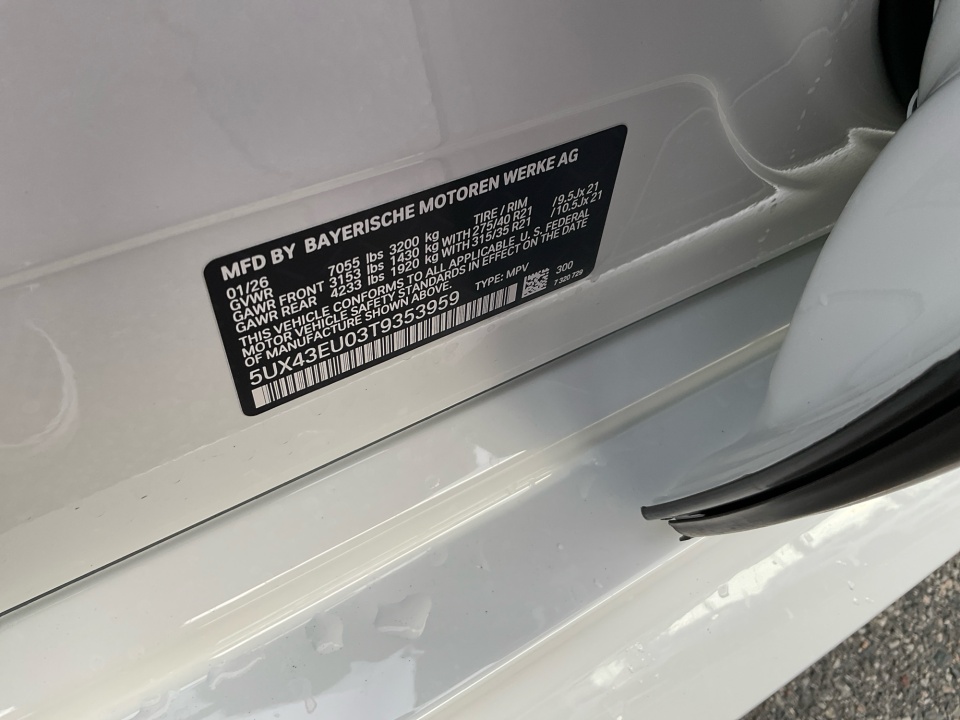 MFD BY BAYERISCHE MOTOREN WERKE AG
01/26
GVWR 7055 lbs 3200 kg TIRE / RIM
GAWR FRONT 3153 lbs 1430 kg WITH 275/40 R21 /9.5Jx21
GAWR REAR 4233 lbs 1920 kg WITH 315/35 R21 /10.5Jx21
THIS VEHICLE CONFORMS TO ALL APPLICABLE U.S. FEDERAL
MOTOR VEHICLE SAFETY STANDARDS IN EFFECT ON THE DATE
OF MANUFACTURE SHOWN ABOVE.
5UX43EU03T9353959 TYPE: MPV 300
7 320 729